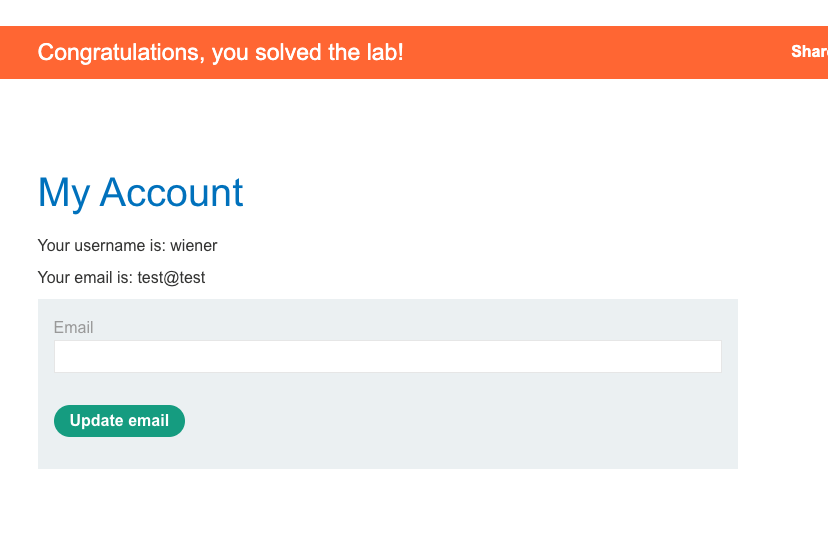 Congratulations, you solved the lab!
My Account
Your username is: wiener
Your email is: test@test
Email
Update email